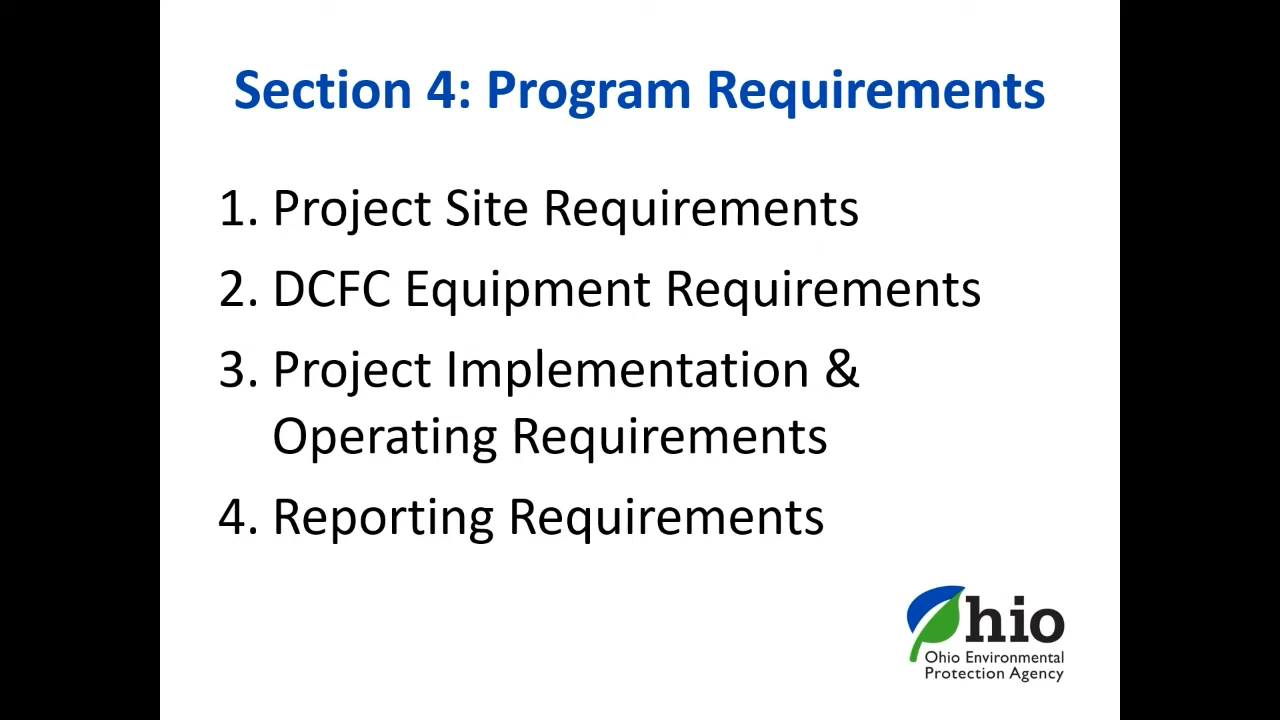 Section 4: Program Requirements
1. Project Site Requirements
2. DCFC Equipment Requirements
3. Project Implementation &
Operating Requirements
4. Reporting Requirements
Ohio
Ohio Environmental
Protection Agency